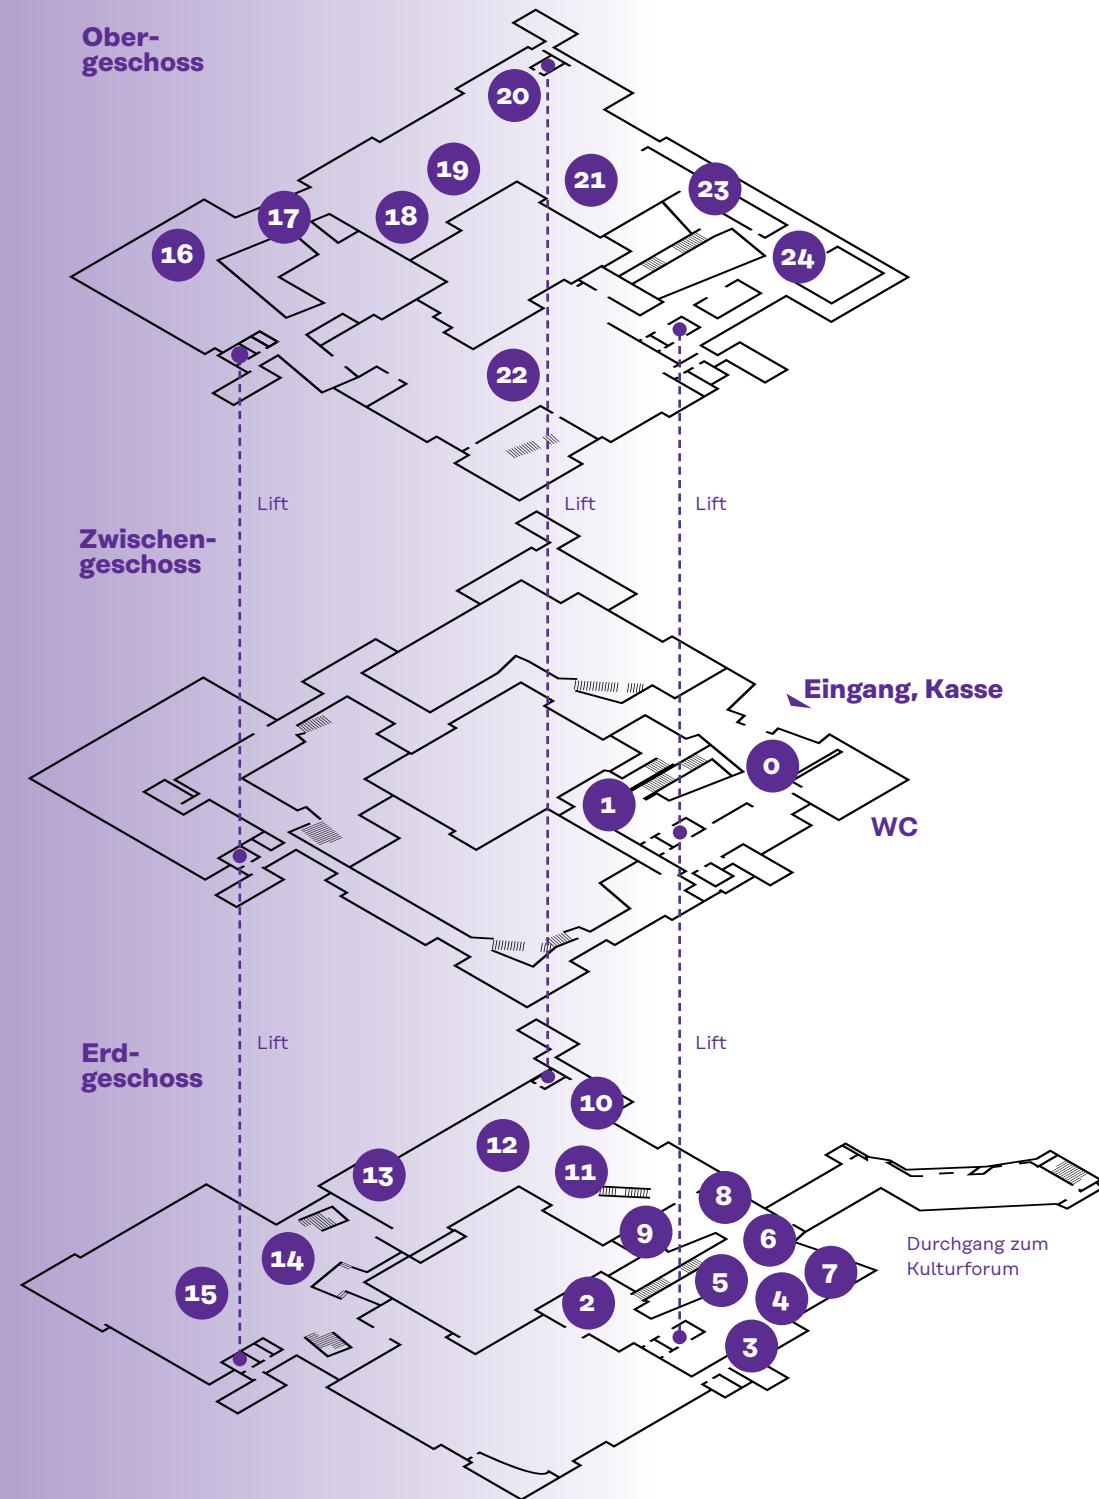 Ober-
geschoss
20
19
21
23
17
18
16
24
22
Lift
Lift
Lift
Zwischen-
geschoss
Eingang, Kasse
0
1
WC
Lift
Lift
Erd-
geschoss
10
12
11
13
8
9
6
14
Durchgang zum
Kulturforum
7
5
15
4
2
3